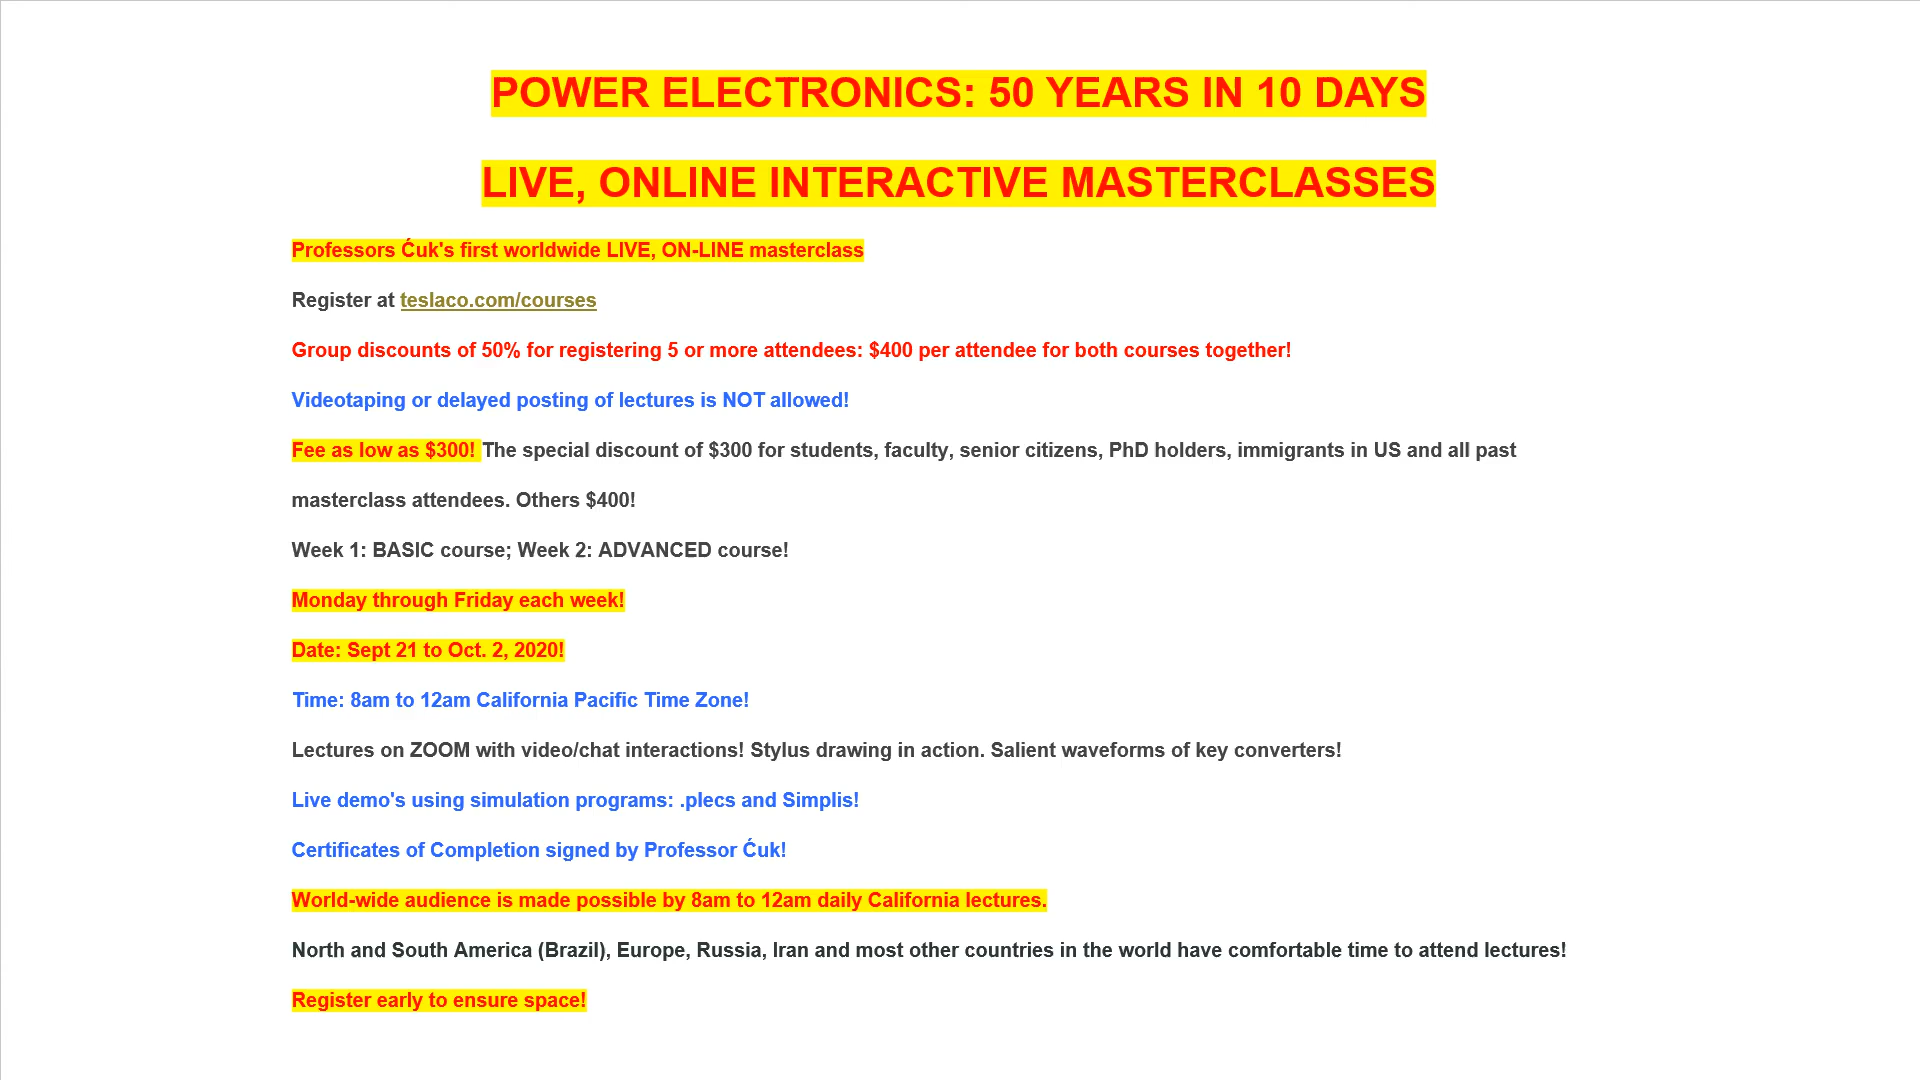 POWER ELECTRONICS: 50 YEARS IN 10 DAYS
LIVE, ONLINE INTERACTIVE MASTERCLASSES
Professors Ćuk's first worldwide LIVE, ON-LINE masterclass
Register at teslaco.com/courses
Group discounts of 50% for registering 5 or more attendees: $400 per attendee for both courses together!
Videotaping or delayed posting of lectures is NOT allowed!
Fee as low as $300! The special discount of $300 for students, faculty, senior citizens, PhD holders, immigrants in US and all past
masterclass attendees. Others $400!
Week 1: BASIC course; Week 2: ADVANCED course!
Monday through Friday each week!
Date: Sept 21 to Oct. 2, 2020!
Time: 8am to 12am California Pacific Time Zone!
Lectures on ZOOM with video/chat interactions! Stylus drawing in action. Salient waveforms of key converters!
Live demo's using simulation programs: .plecs and Simplis!
Certificates of Completion signed by Professor Ćuk!
World-wide audience is made possible by 8am to 12am daily California lectures.
North and South America (Brazil), Europe, Russia, Iran and most other countries in the world have comfortable time to attend lectures!
Register early to ensure space!